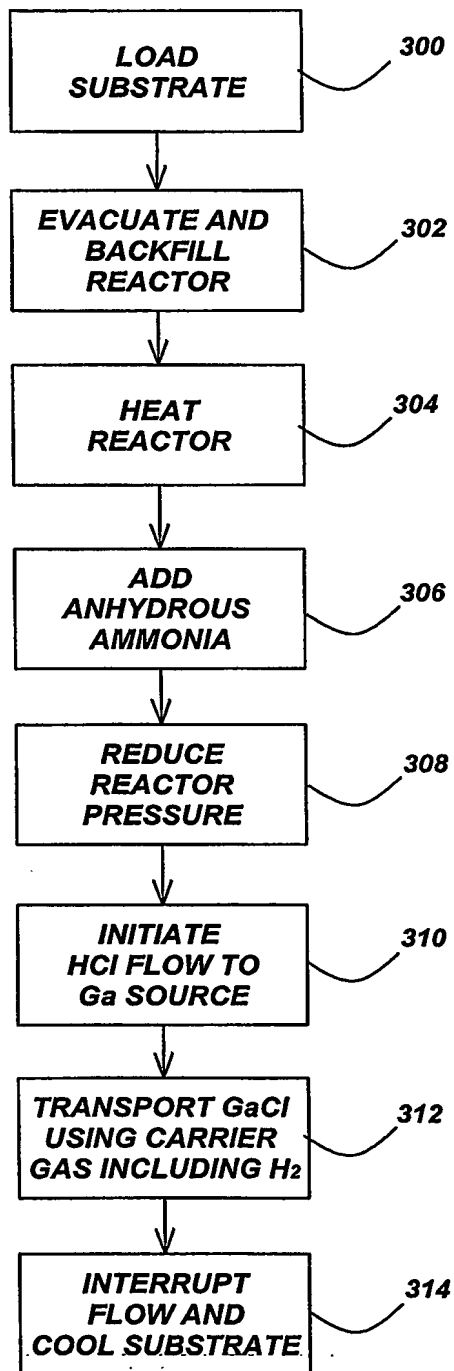 LOAD
SUBSTRATE
300
EVACUATE AND
BACKFILL
REACTOR
302
HEAT
REACTOR
304
ADD
ANHYDROUS
AMMONIA
306
REDUCE
REACTOR
PRESSURE
308
INITIATE
HCl FLOW TO
Ga SOURCE
310
TRANSPORT GaCl
USING CARRIER
GAS INCLUDING H2
312
INTERRUPT
FLOW AND
COOL SUBSTRATE
314